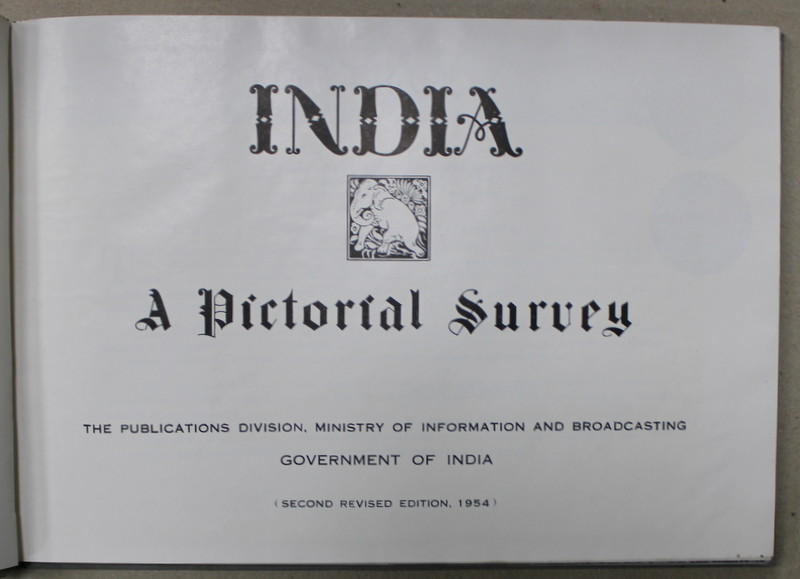 INDIA
A Pictorial Survey
THE PUBLICATIONS DIVISION, MINISTRY OF INFORMATION AND BROADCASTING
GOVERNMENT OF INDIA
(SECOND REVISED EDITION, 1954)